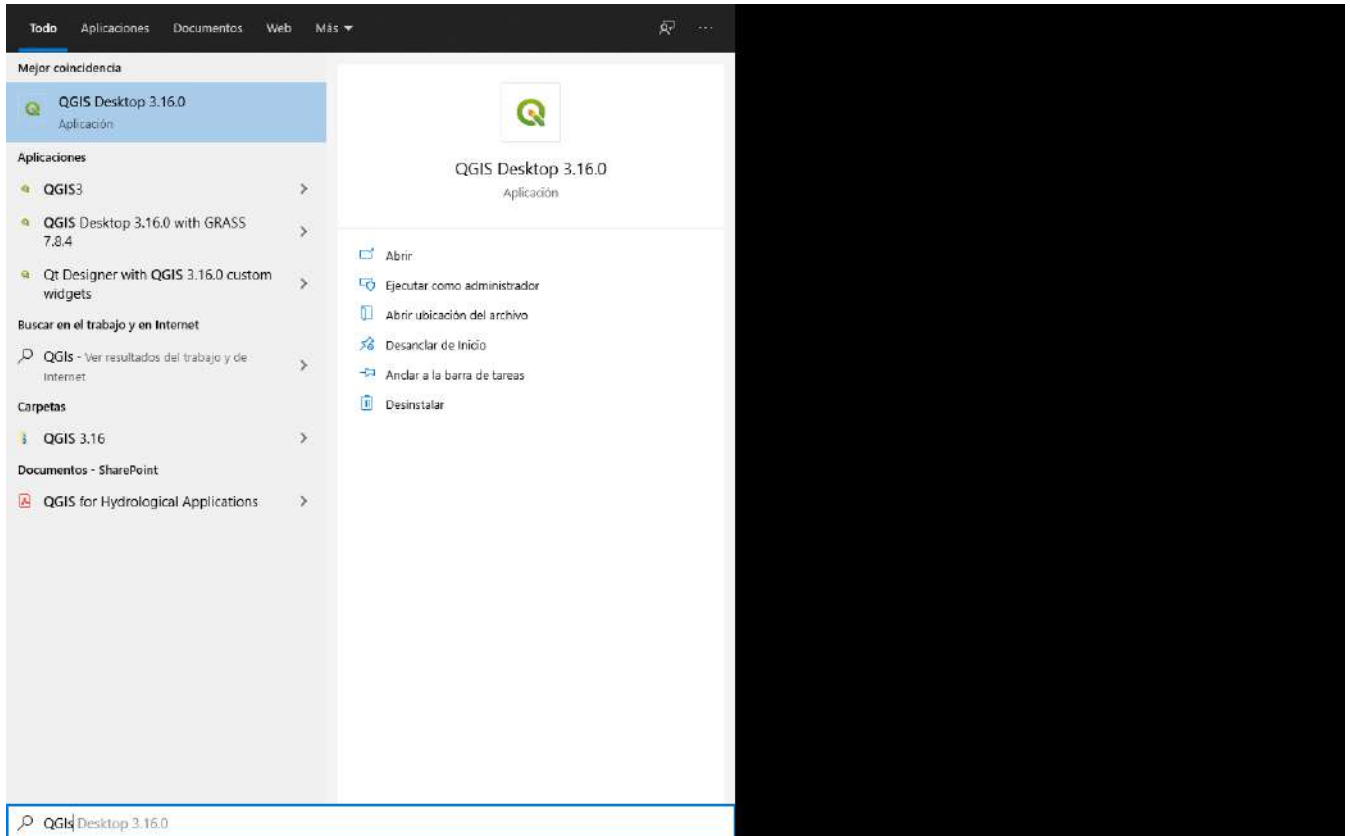 Todo Aplicaciones Documentos Web Más
Mejor coincidencia
QGIS Desktop 3.16.0
Aplicación
Aplicaciones
QGIS3
QGIS Desktop 3.16.0 with GRASS
7.8.4
Qt Designer with QGIS 3.16.0 custom
widgets
Buscar en el trabajo y en Internet
QGIs - Ver resultados del trabajo y de
Internet
Carpetas
QGIS 3.16
Documentos - SharePoint
QGIS for Hydrological Applications
QGIS Desktop 3.16.0
Aplicación
Abrir
Ejecutar como administrador
Abrir ubicación del archivo
Desanclar de Inicio
Anclar a la barra de tareas
Desinstalar
QGIs Desktop 3.16.0